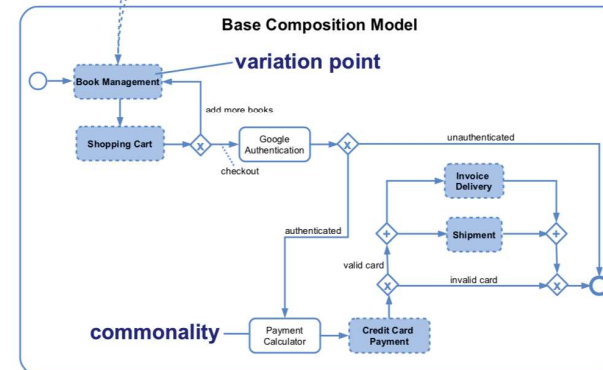 Base Composition Model
variation point
Book Management
add more books
Shopping Cart
X
Google
Authentication
X
unauthenticated
checkout
Invoice
Delivery
authenticated
+
Shipment
+
valid card
X
invalid card
X
commonality
Payment
Calculator
Credit Card
Payment